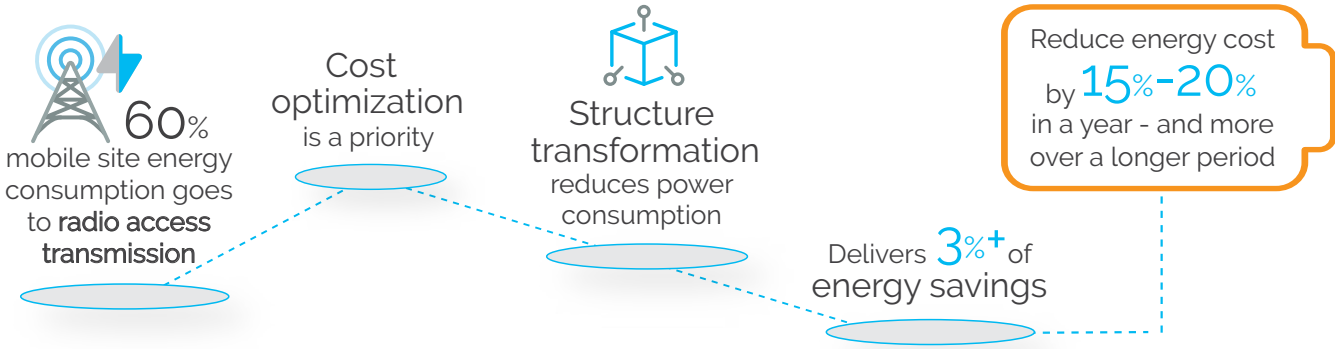 60%
mobile site energy
consumption goes
to radio access
transmission
Cost
optimization
is a priority
Structure
transformation
reduces power
consumption
Delivers 3%+ of
energy savings
Reduce energy cost
by 15%-20%
in a year - and more
over a longer period